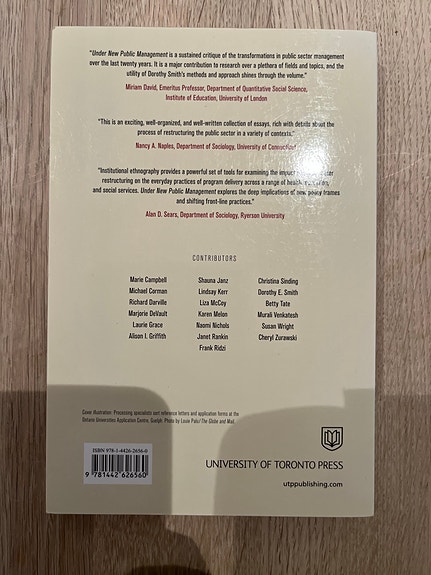 "Under New Public Management is a sustained critique of the transformations in public sector management
over the last twenty years. It is a major contribution to research over a plethora of fields and topics, and the
utility of Dorothy Smith's methods and approach shines through the volume."
Miriam David, Emeritus Professor, Department of Quantitative Social Science,
Institute of Education, University of London
"This is an exciting, well-organized, and well-written collection of essays, rich with details about the
process of restructuring the public sector in a variety of contexts."
Nancy A. Naples, Department of Sociology, University of Connecticut
"Institutional ethnography provides a powerful set of tools for examining the impact
restructuring on the everyday practices of program delivery across a range of health,
and social services. Under New Public Management explores the deep implications of new policy frames
and shifting front-line practices."
Alan D. Sears, Department of Sociology, Ryerson University
CONTRIBUTORS
Marie Campbell
Michael Corman
Richard Darville
Marjorie DeVault
Laurie Grace
Alison I. Griffith
Shauna Janz
Lindsay Kerr
Liza McCoy
Karen Melon
Naomi Nichols
Janet Rankin
Frank Ridzi
Christina Sinding
Dorothy E. Smith
Betty Tate
Murali Venkatesh
Susan Wright
Cheryl Zurawski
Cover illustration: Processing specialists sort reference letters and application forms at the
Ontario Universities Application Centre, Guelph. Photo by Louie Palu/The Globe and Mail.
ISBN 978-1-4426-2656-0
9 781442 626560
UNIVERSITY OF TORONTO PRESS
utppublishing.com